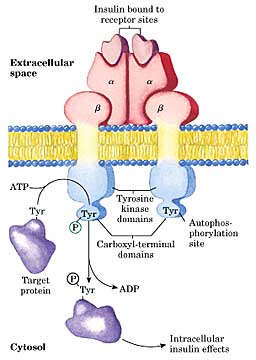 Insulin bound to
receptor sites
Extracellular
space
α
α
β
β
ATP
Tyr
Tyr
P
Tyrosine
kinase
domains
Tyr
Carboxyl-terminal
domains
Autophos-
phorylation
site
Target
protein
P
Tyr
ADP
Cytosol
Intracellular
insulin effects